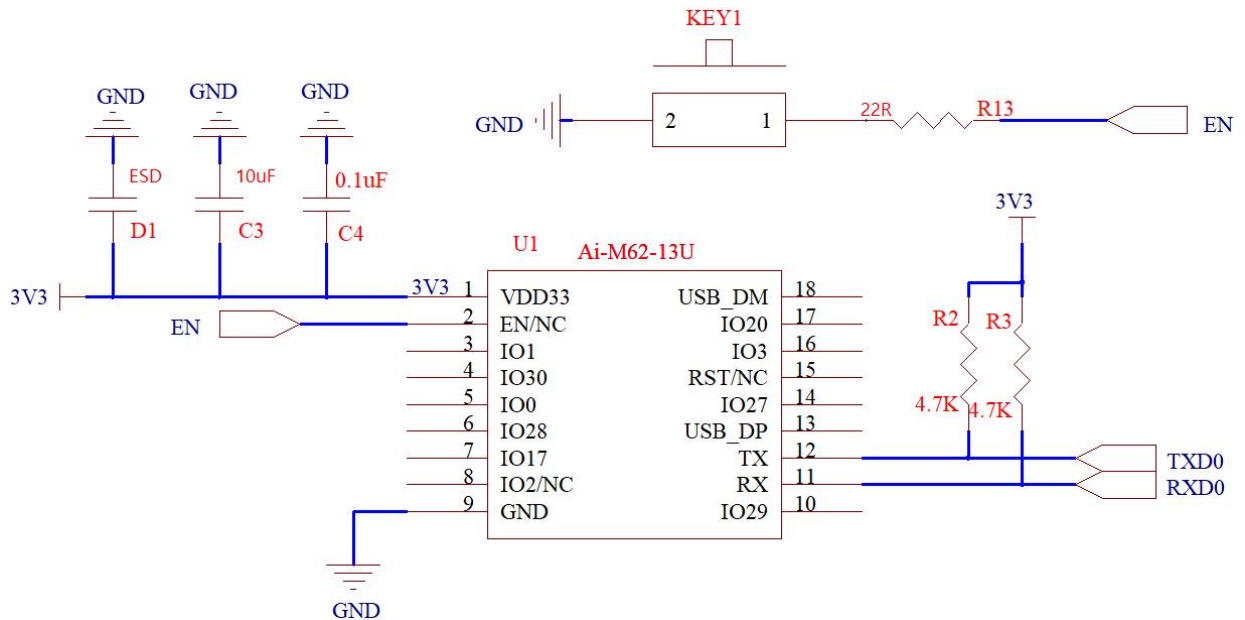 KEY1
GND
GND
GND
GND
2
1
22R
R13
EN
ESD
10uF
0.1uF
D1
C3
C4
3V3
U1
Ai-M62-13U
3V3
3V3
1
VDD33
USB_DM
18
EN
2
EN/NC
IO20
17
3
IO1
IO3
16
4
IO30
RST/NC
15
5
IO0
IO27
14
6
IO28
USB_DP
13
7
IO17
TX
12
8
IO2/NC
RX
11
9
GND
IO29
10
R2
R3
4.7K
4.7K
TXD0
RXD0
GND